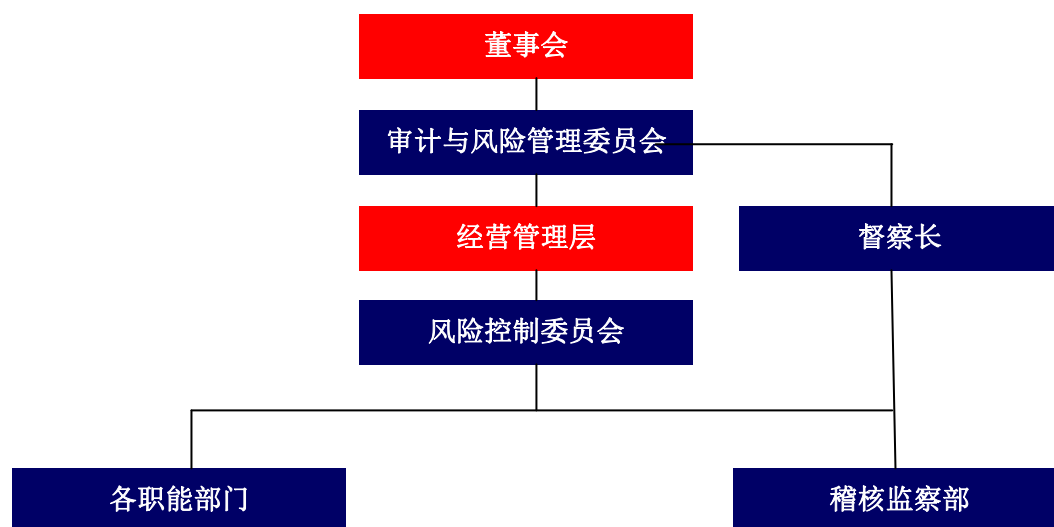 董事会
审计与风险管理委员会
经营管理层
督察长
风险控制委员会
各职能部门
稽核监察部